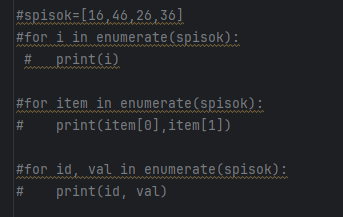 #spisok=[16,46,26,36]
#for i in enumerate(spisok):
 #   print(i)
#for item in enumerate(spisok):
#    print(item[0],item[1])
#for id, val in enumerate(spisok):
#    print(id, val)